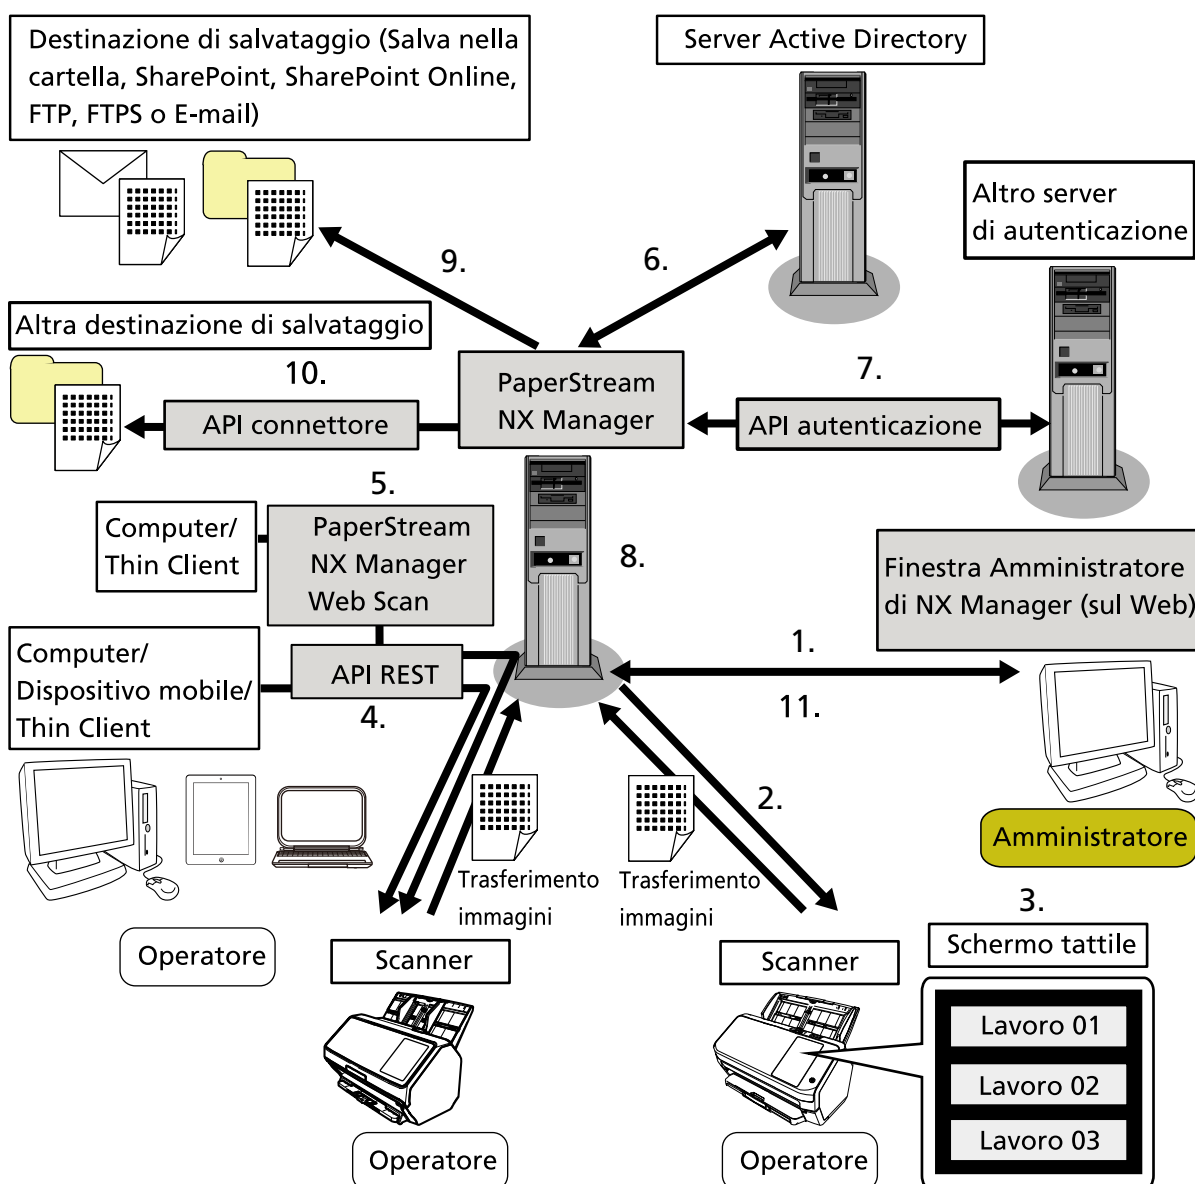 Destinazione di salvataggio (Salva nella
cartella, SharePoint, SharePoint Online,
FTP, FTPS o E-mail)
Server Active Directory
Altro server
di autenticazione
9.
6.
Altra destinazione di salvataggio
10.
7.
PaperStream
NX Manager
API connettore
API autenticazione
5.
Computer/
Thin Client
PaperStream
NX Manager
Web Scan
8.
Finestra Amministratore
di NX Manager (sul Web)
Computer/
Dispositivo mobile/
Thin Client
API REST
4.
1.
11.
2.
Trasferimento
immagini
Trasferimento
immagini
Amministratore
3.
Operatore
Scanner
Scanner
Schermo tattile
Lavoro 01
Lavoro 02
Lavoro 03
Operatore
Operatore